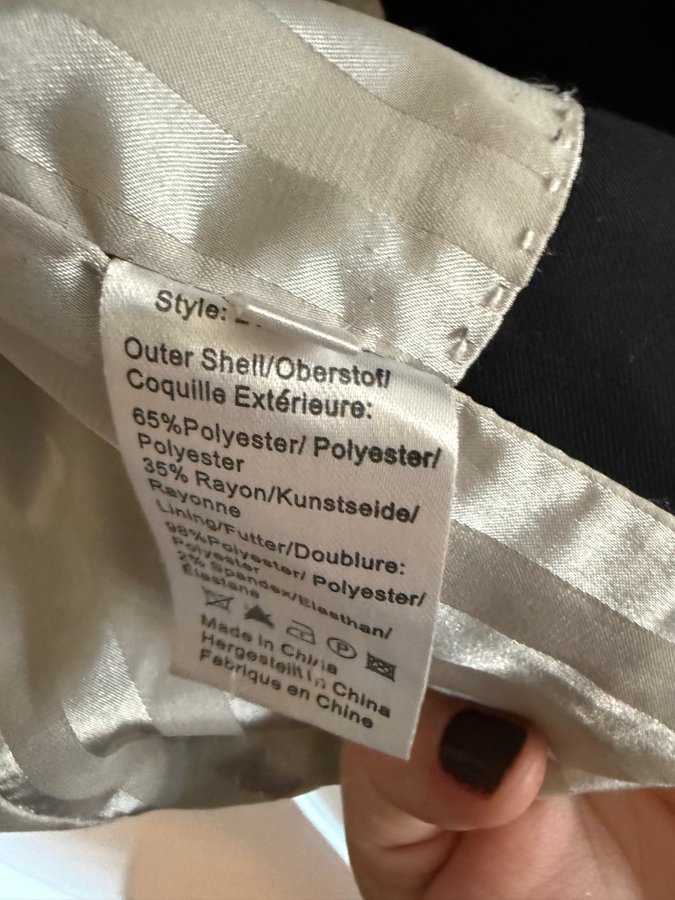 Style:
Outer Shell/Oberstoff/
Coquille Extérieure:
65%Polyester/ Polyester/
Polyester
35% Rayon/Kunstseide/
Rayonne
Lining/Futter/Doublure:
98%Polyester/ Polyester/
Polyester
2% Spandex/Elasthan/
Élastane
P
Made in China
Hergestellt in China
Fabrique en Chine